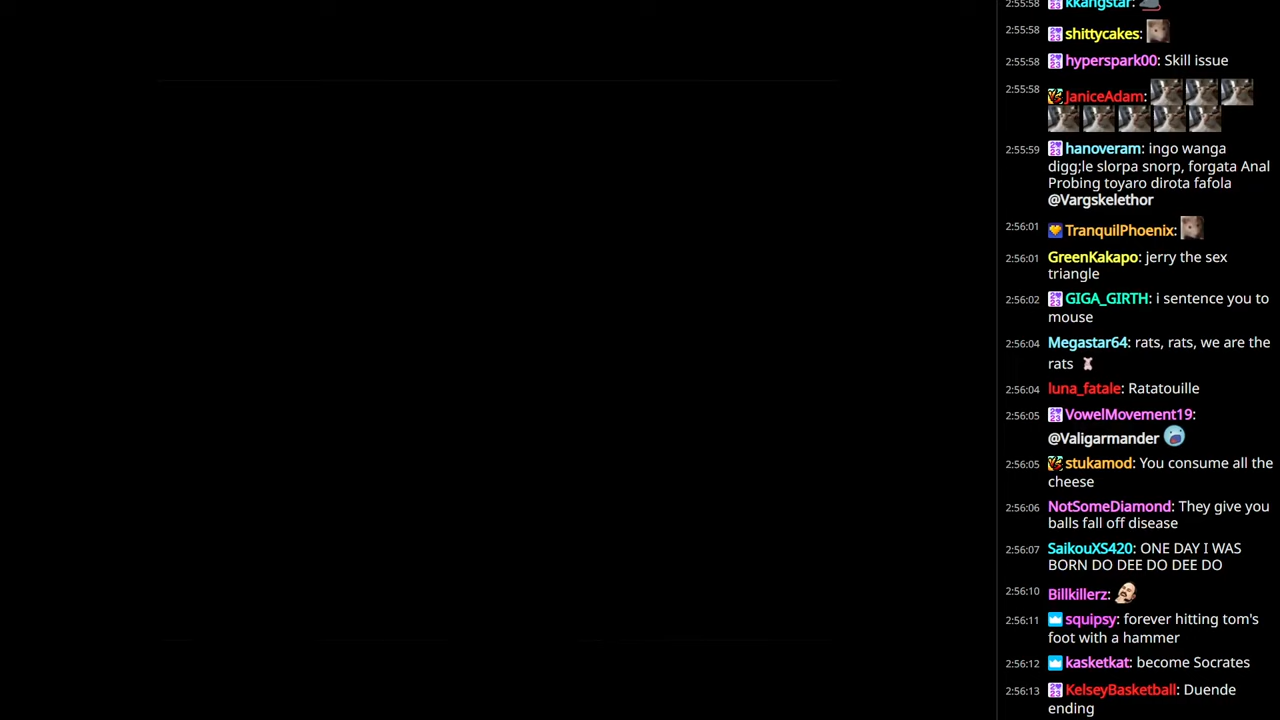 2:55:58 kkangstar:
2:55:58 shittycakes:
2:55:58 hyperspark00: Skill issue
2:55:58 JaniceAdam:
2:55:59 hanoveram: ingo wanga
digg;le slorpa snorp, forgata Anal
Probing toyaro dirota fafola
@Vargskelethor
2:56:01 TranquilPhoenix:
2:56:01 GreenKakapo: jerry the sex
triangle
2:56:02 GIGA_GIRTH: i sentence you to
mouse
2:56:04 Megastar64: rats, rats, we are the
rats
2:56:04 luna_fatale: Ratatouille
2:56:05 VowelMovement19:
@Valigarmander
2:56:05 stukamod: You consume all the
cheese
2:56:06 NotSomeDiamond: They give you
balls fall off disease
2:56:07 SaikouXS420: ONE DAY I WAS
BORN DO DEE DO DEE DO
2:56:10 Billkillerz:
2:56:11 squipsy: forever hitting tom's
foot with a hammer
2:56:12 kasketkat: become Socrates
2:56:13 KelseyBasketball: Duende
ending